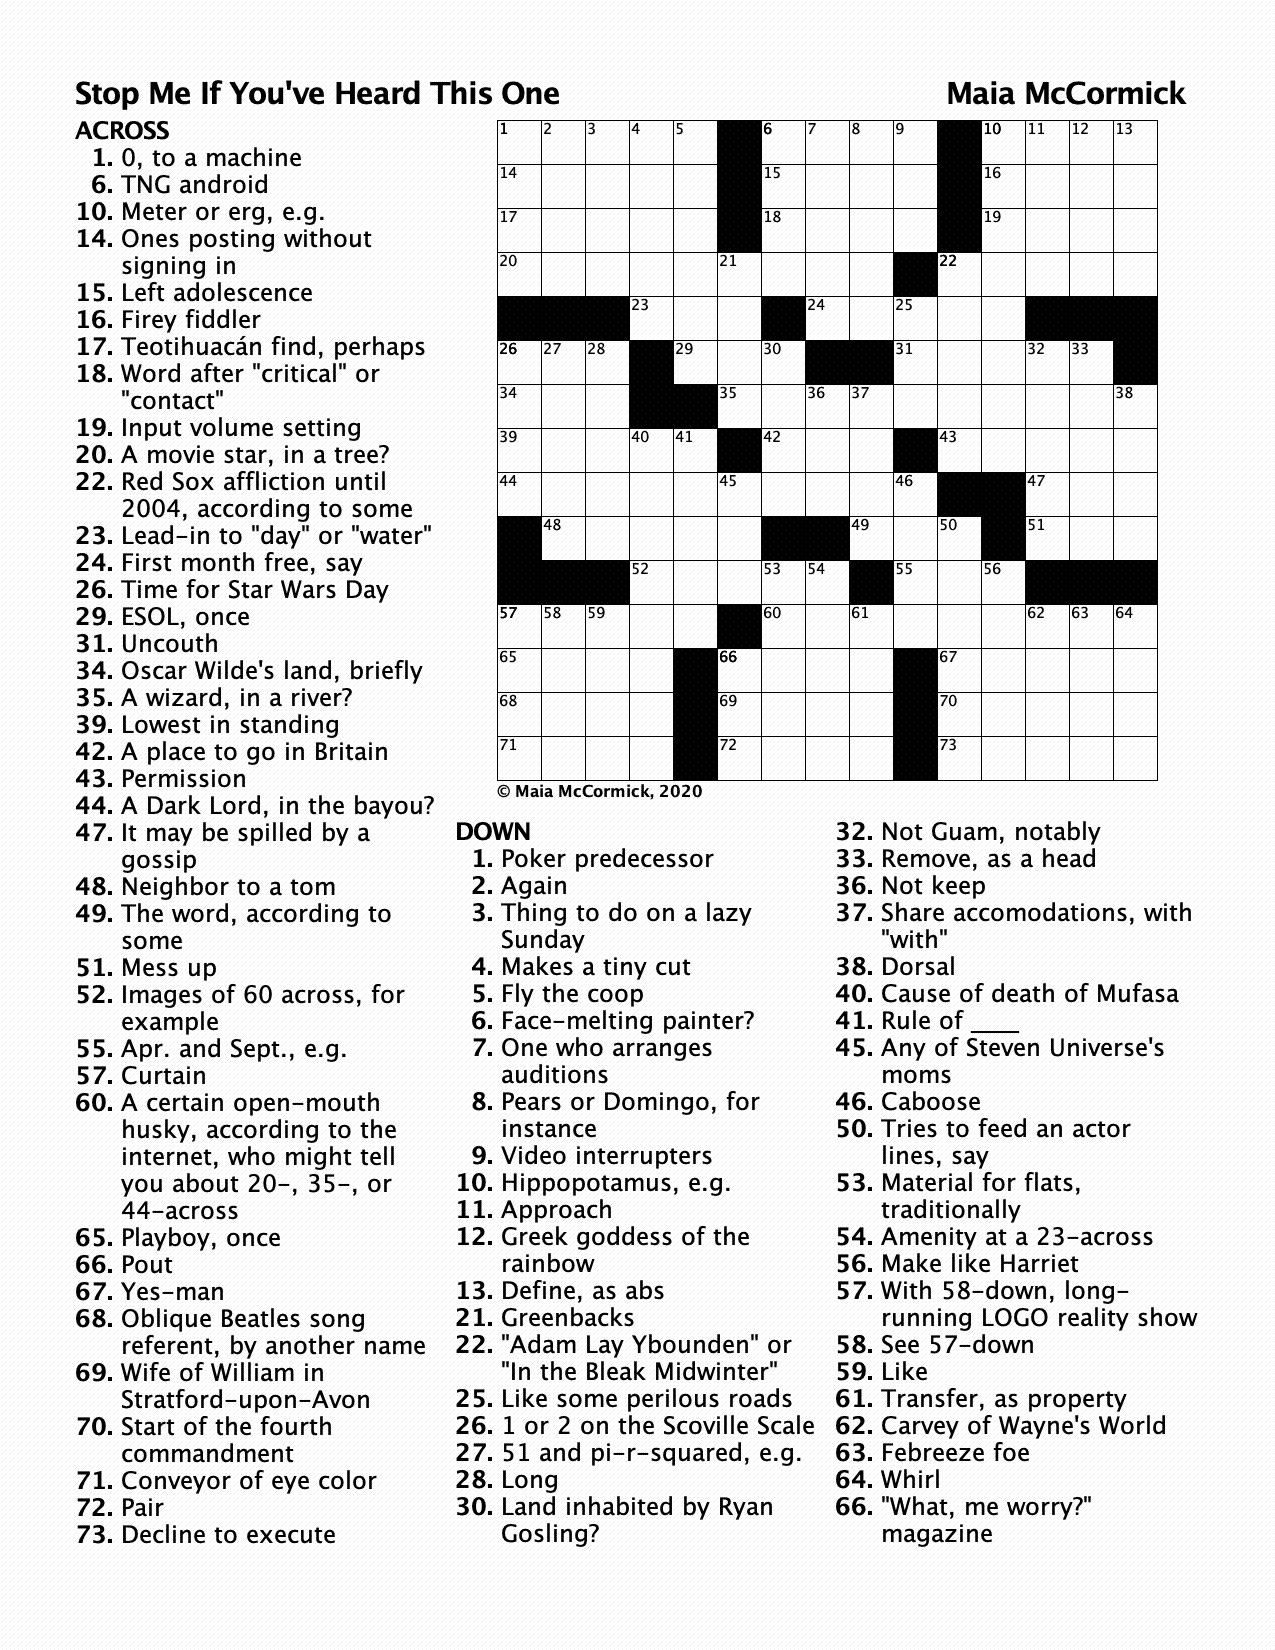 Stop Me If You've Heard This One
Maia McCormick
ACROSS
1. 0, to a machine
6. TNG android
10. Meter or erg, e.g.
14. Ones posting without
signing in
15. Left adolescence
16. Firey fiddler
17. Teotihuacán find, perhaps
18. Word after "critical" or
"contact"
19. Input volume setting
20. A movie star, in a tree?
22. Red Sox affliction until
2004, according to some
23. Lead-in to "day" or "water"
24. First month free, say
26. Time for Star Wars Day
29. ESOL, once
31. Uncouth
34. Oscar Wilde's land, briefly
35. A wizard, in a river?
39. Lowest in standing
42. A place to go in Britain
43. Permission
44. A Dark Lord, in the bayou?
47. It may be spilled by a
gossip
48. Neighbor to a tom
49. The word, according to
some
51. Mess up
52. Images of 60 across, for
example
55. Apr. and Sept., e.g.
57. Curtain
60. A certain open-mouth
husky, according to the
internet, who might tell
you about 20-, 35-, or
44-across
65. Playboy, once
66. Pout
67. Yes-man
68. Oblique Beatles song
referent, by another name
69. Wife of William in
Stratford-upon-Avon
70. Start of the fourth
commandment
71. Conveyor of eye color
72. Pair
73. Decline to execute
1 2 3 4 5 6 7 8 9 10 11 12 13
14 15 16
17 18 19
20 21 22
23 24 25
26 27 28 29 30 31 32 33
34 35 36 37 38
39 40 41 42 43
44 45 46 47
48 49 50 51
52 53 54 55 56
57 58 59 60 61 62 63 64
65 66 67
68 69 70
71 72 73
© Maia McCormick, 2020
DOWN
1. Poker predecessor
2. Again
3. Thing to do on a lazy
Sunday
4. Makes a tiny cut
5. Fly the coop
6. Face-melting painter?
7. One who arranges
auditions
8. Pears or Domingo, for
instance
9. Video interrupters
10. Hippopotamus, e.g.
11. Approach
12. Greek goddess of the
rainbow
13. Define, as abs
21. Greenbacks
22. "Adam Lay Ybounden" or
"In the Bleak Midwinter"
25. Like some perilous roads
26. 1 or 2 on the Scoville Scale
27. 51 and pi-r-squared, e.g.
28. Long
30. Land inhabited by Ryan
Gosling?
32. Not Guam, notably
33. Remove, as a head
36. Not keep
37. Share accomodations, with
"with"
38. Dorsal
40. Cause of death of Mufasa
41. Rule of ____
45. Any of Steven Universe's
moms
46. Caboose
50. Tries to feed an actor
lines, say
53. Material for flats,
traditionally
54. Amenity at a 23-across
56. Make like Harriet
57. With 58-down, long-
running LOGO reality show
58. See 57-down
59. Like
61. Transfer, as property
62. Carvey of Wayne's World
63. Febreeze foe
64. Whirl
66. "What, me worry?"
magazine